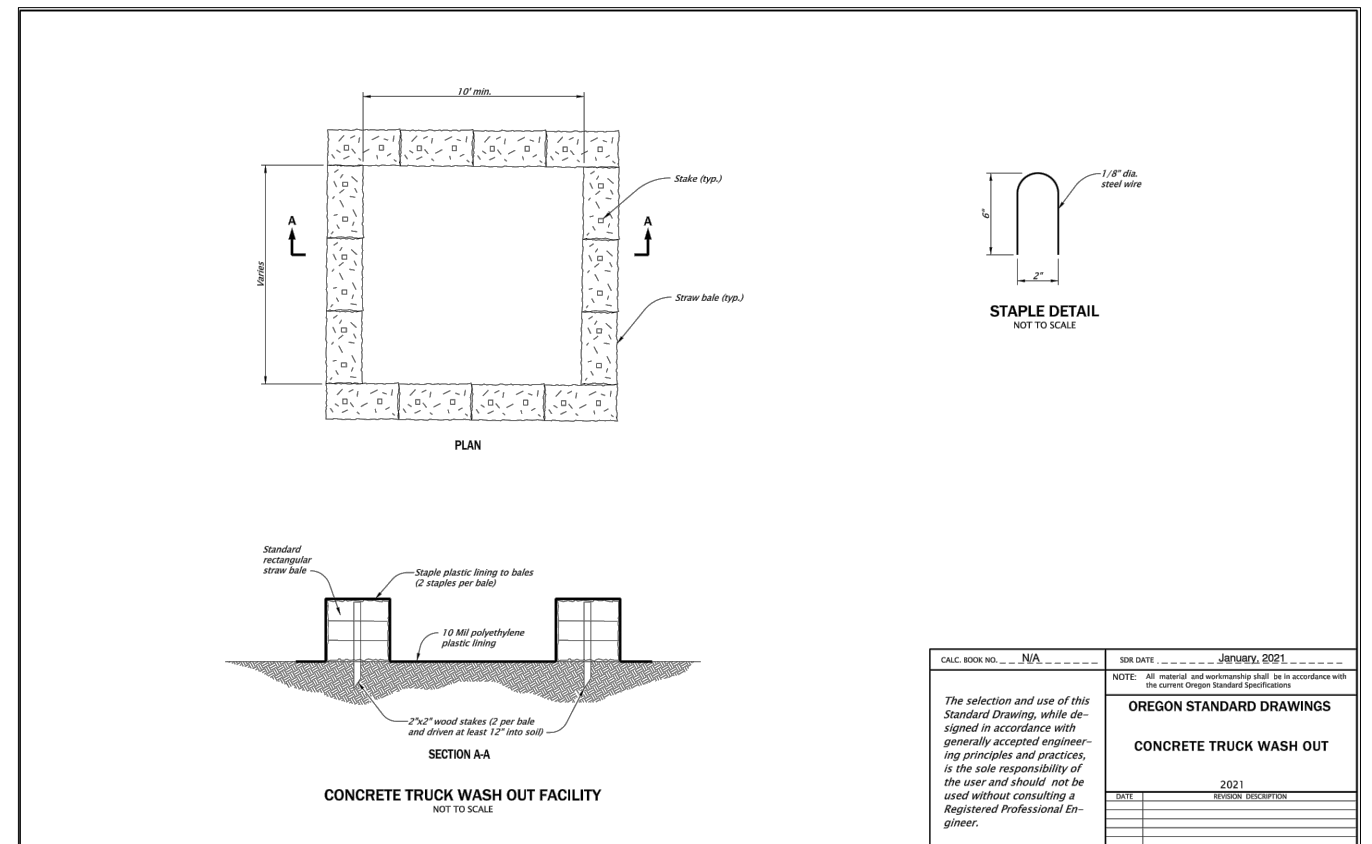 10' min.
Stake (typ.)
A
A
Varies
Straw bale (typ.)
PLAN
1/8" dia.
steel wire
6"
2"
STAPLE DETAIL
NOT TO SCALE
Standard
rectangular
straw bale
Staple plastic lining to bales
(2 staples per bale)
10 Mil polyethylene
plastic lining
2"x2" wood stakes (2 per bale
and driven at least 12" into soil)
SECTION A-A
CONCRETE TRUCK WASH OUT FACILITY
NOT TO SCALE
CALC. BOOK NO. N/A
SDR DATE January, 2021
NOTE: All material and workmanship shall be in accordance with
the current Oregon Standard Specifications
The selection and use of this
Standard Drawing, while de-
signed in accordance with
generally accepted engineer-
ing principles and practices,
is the sole responsibility of
the user and should not be
used without consulting a
Registered Professional En-
gineer.
OREGON STANDARD DRAWINGS
CONCRETE TRUCK WASH OUT
2021
DATE REVISION DESCRIPTION